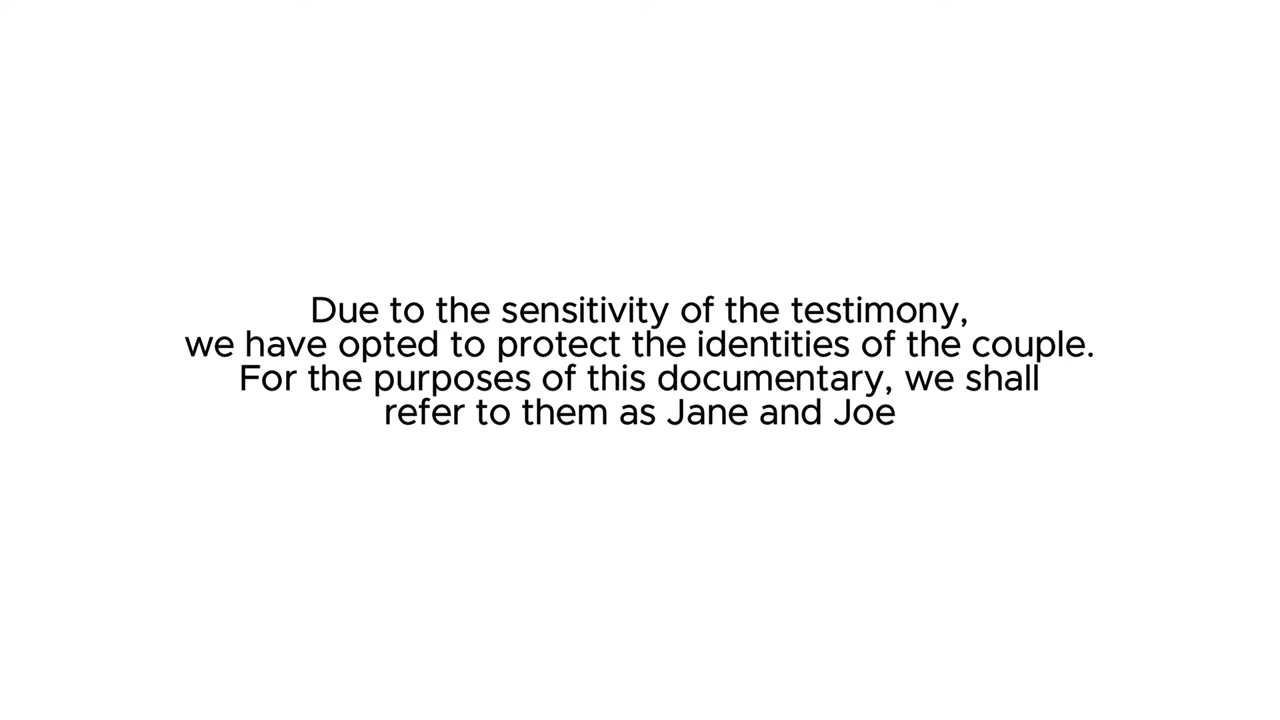 Due to the sensitivity of the testimony,
we have opted to protect the identities of the couple.
For the purposes of this documentary, we shall
refer to them as Jane and Joe